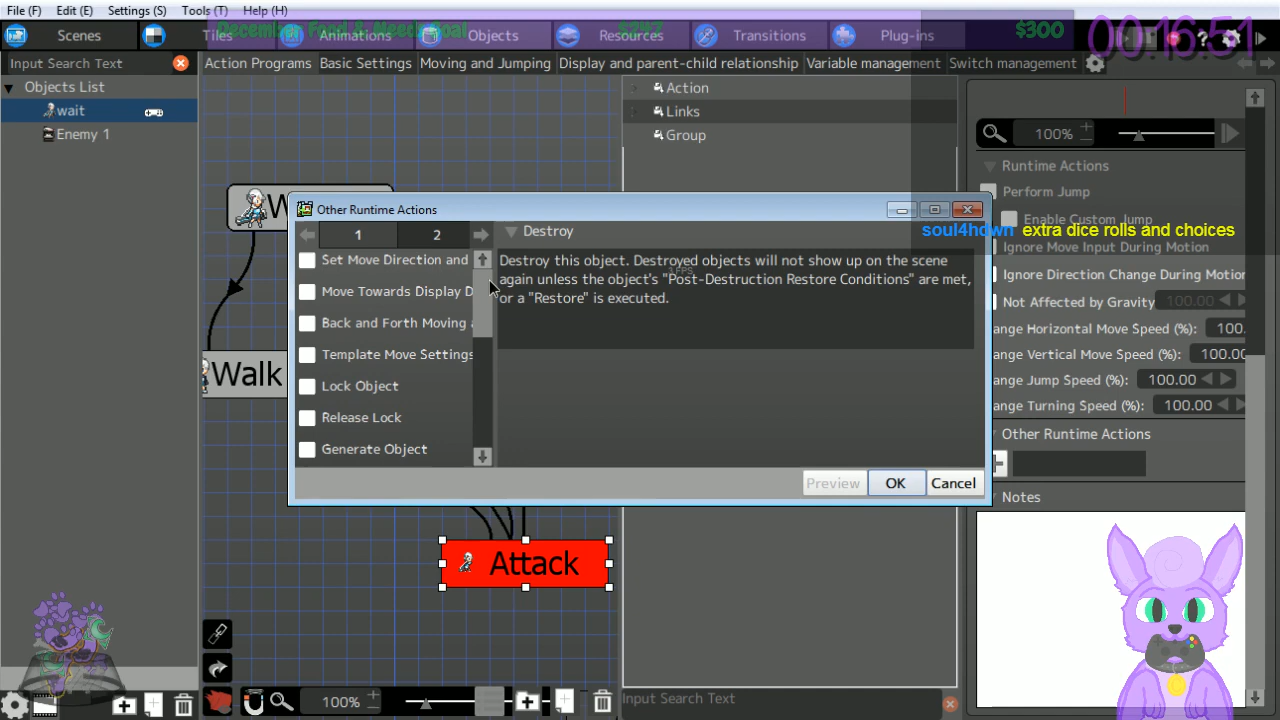 File (F) Edit (E) Settings (S) Tools (T) Help (H)
December Food & Needs Goal $247 $300
00:16:51
Scenes Tiles Animations Objects Resources Transitions Plug-ins
Input Search Text
Action Programs Basic Settings Moving and Jumping Display and parent-child relationship Variable management Switch management
Objects List
wait
Enemy 1
Action
Links
Group
100%
Runtime Actions
Perform Jump
Enable Custom Jump
Ignore Move Input During Motion
Ignore Direction Change During Motion
Not Affected by Gravity 100.00
ange Horizontal Move Speed (%): 100.
ange Vertical Move Speed (%): 100.00
ange Jump Speed (%): 100.00
ange Turning Speed (%): 100.00
Other Runtime Actions
Notes
soul4hdwn extra dice rolls and choices
W
Walk
Attack
Other Runtime Actions
1 2
Set Move Direction and
Move Towards Display D
Back and Forth Moving
Template Move Settings
Lock Object
Release Lock
Generate Object
Destroy
Destroy this object. Destroyed objects will not show up on the scene
again unless the object's "Post-Destruction Restore Conditions" are met,
or a "Restore" is executed.
Preview OK Cancel
100%
Input Search Text